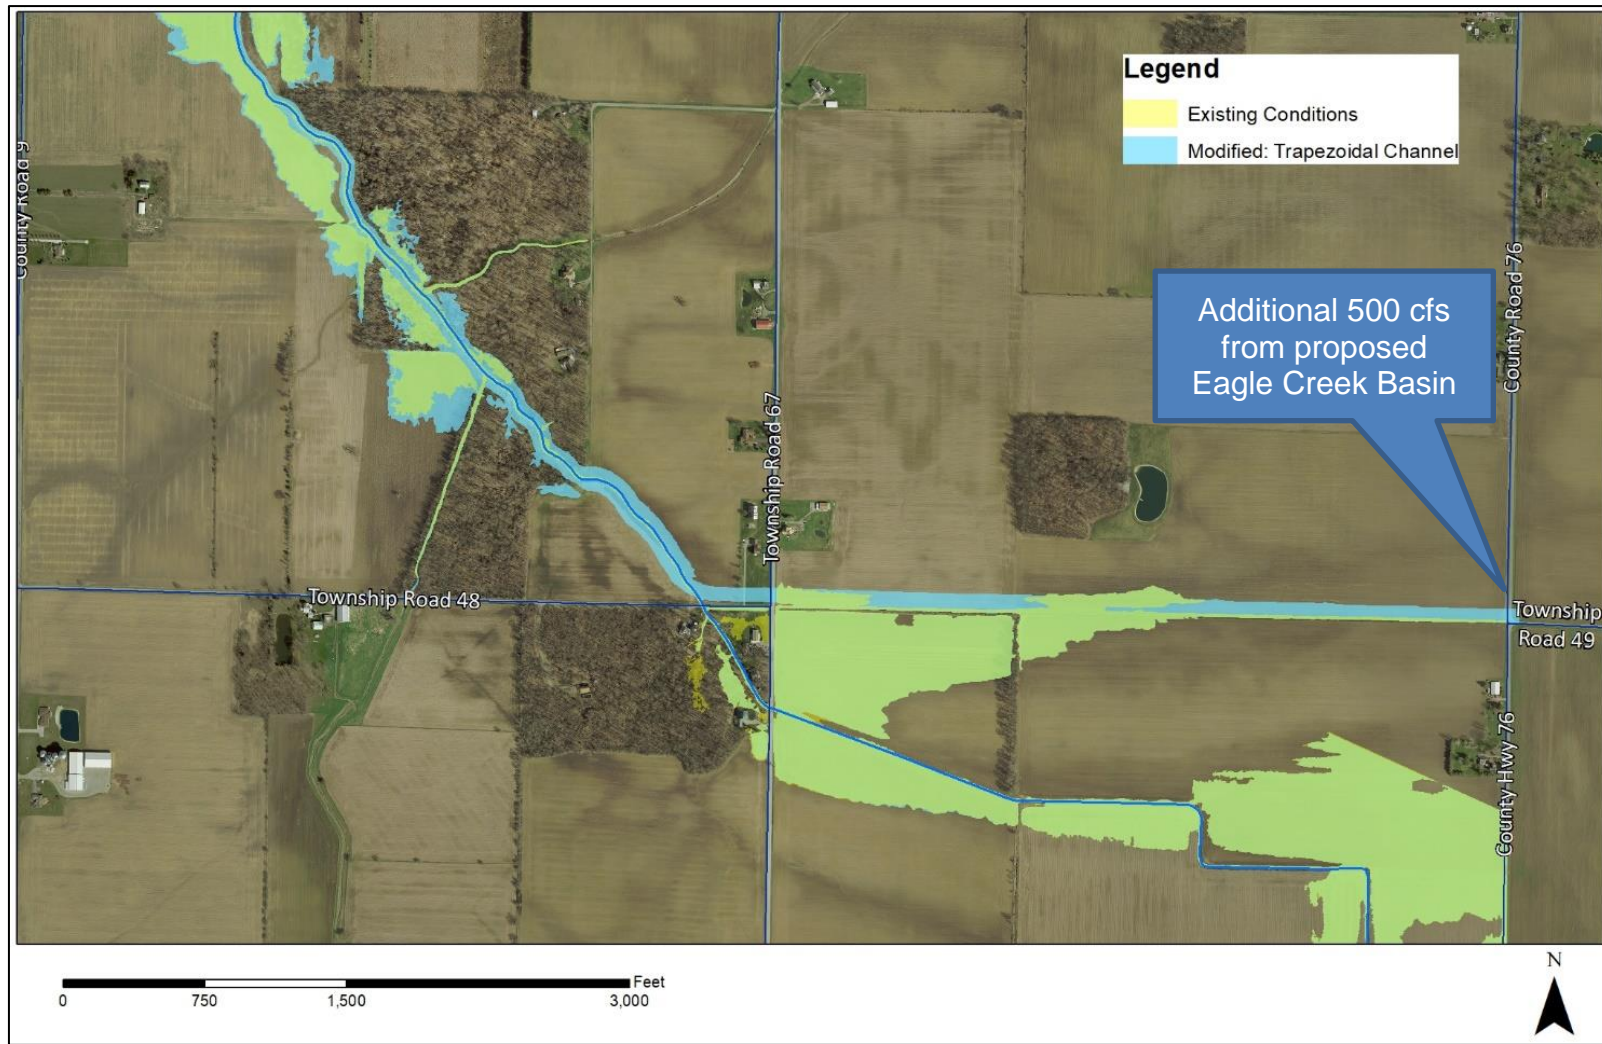 Legend
Existing Conditions
Modified: Trapezoidal Channel
County Road 9
Additional 500 cfs
from proposed
Eagle Creek Basin
County Road 76
Township Road 67
Township Road 48
Township
Road 49
County Hwy 76
Feet
0 750 1,500 3,000
N